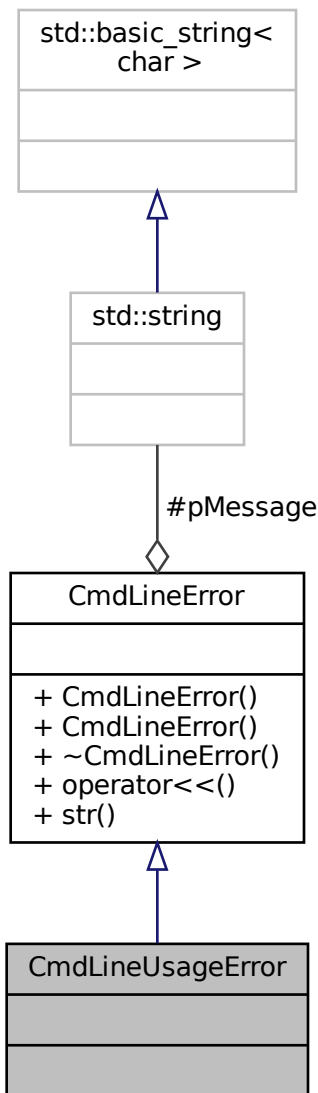 std::basic_string<
char >
std::string
#pMessage
CmdLineError
+ CmdLineError()
+ CmdLineError()
+ ~CmdLineError()
+ operator<<()
+ str()
CmdLineUsageError